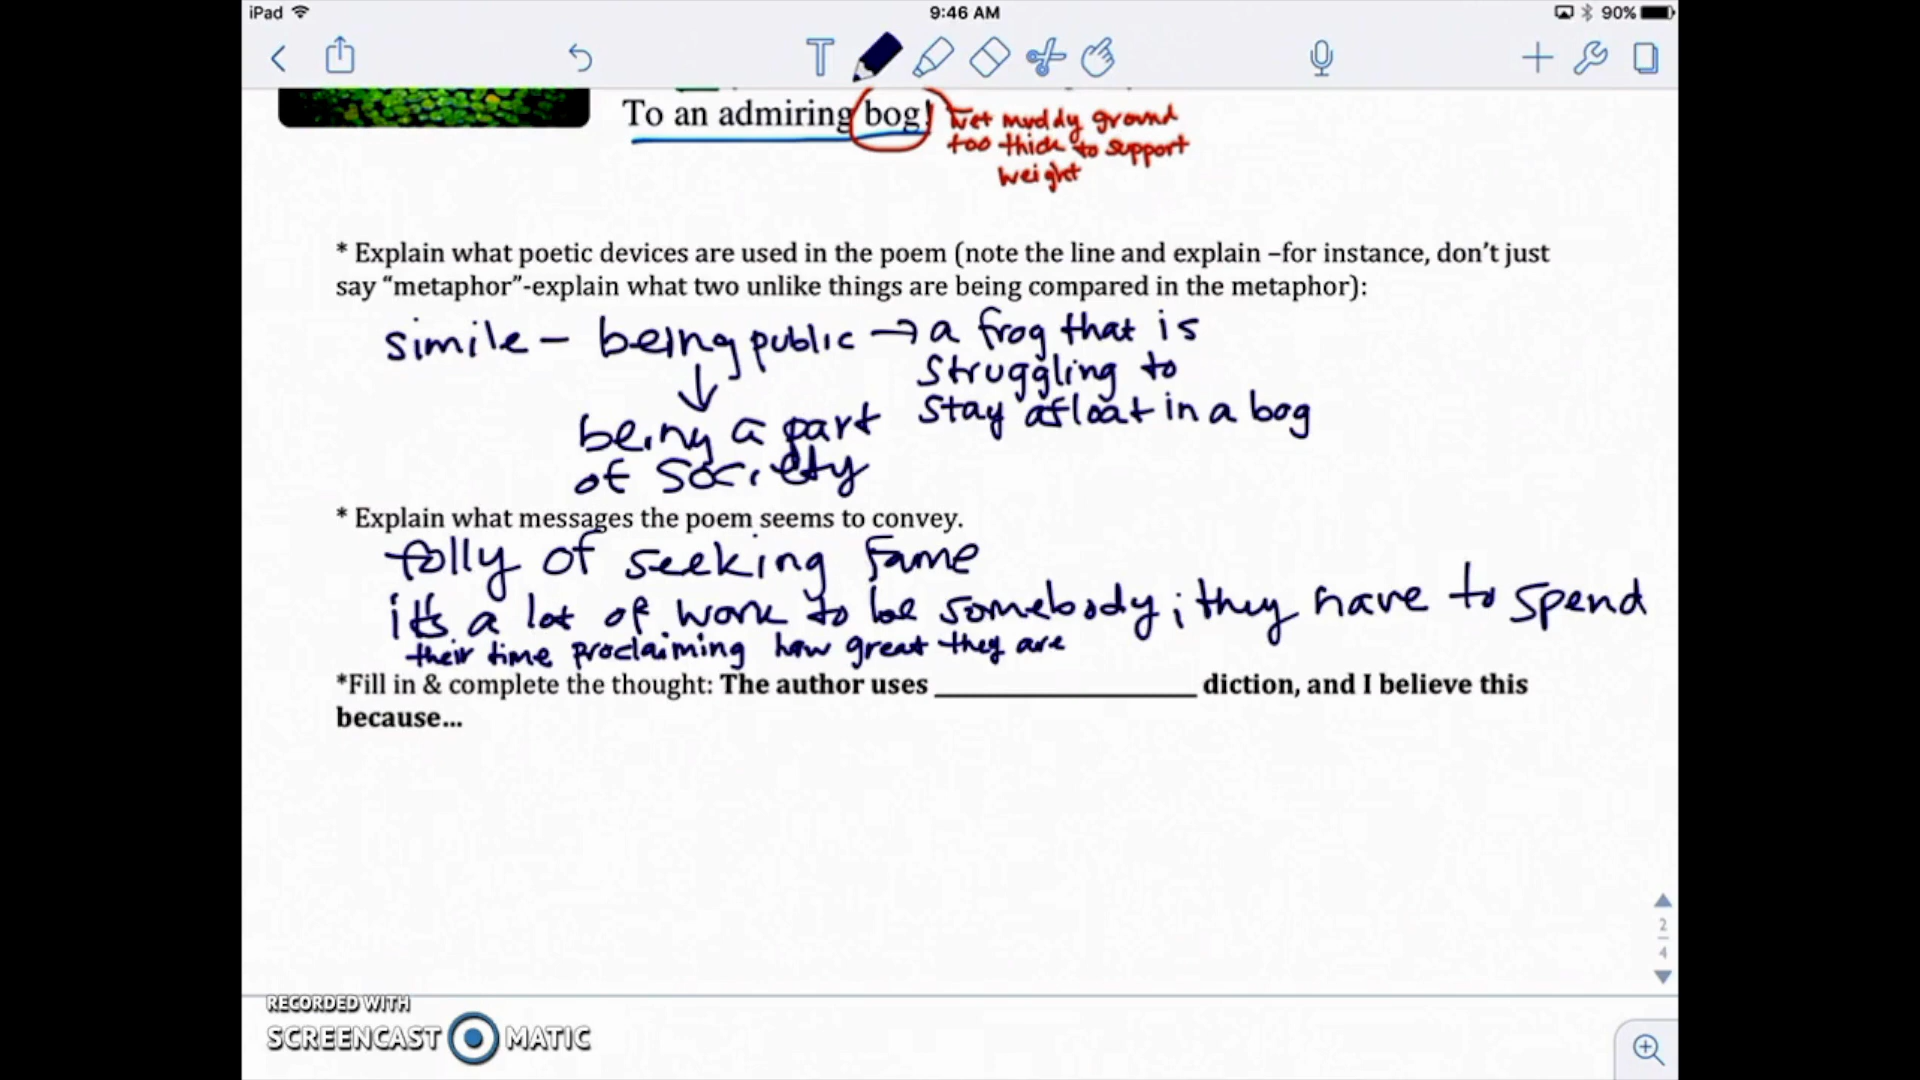 iPad
9:46 AM
90%
To an admiring bog!
wet muddy ground
too thick to support
weight
* Explain what poetic devices are used in the poem (note the line and explain –for instance, don't just
say "metaphor"-explain what two unlike things are being compared in the metaphor):
simile – being public → a frog that is
struggling to
stay afloat in a bog
↓
being a part
of society
* Explain what messages the poem seems to convey.
folly of seeking fame
it's a lot of work to be somebody; they have to spend
their time proclaiming how great they are
*Fill in & complete the thought: The author uses ____________________ diction, and I believe this
because...
2
4
RECORDED WITH
SCREENCAST MATIC